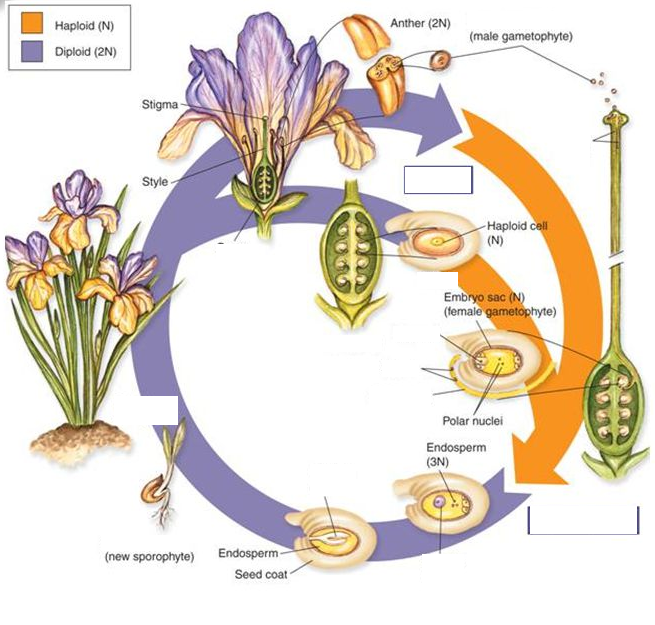 Haploid (N)
Diploid (2N)
Anther (2N)
(male gametophyte)
Stigma
Style
Haploid cell
(N)
Embryo sac (N)
(female gametophyte)
Polar nuclei
Endosperm
(3N)
(new sporophyte)
Endosperm
Seed coat